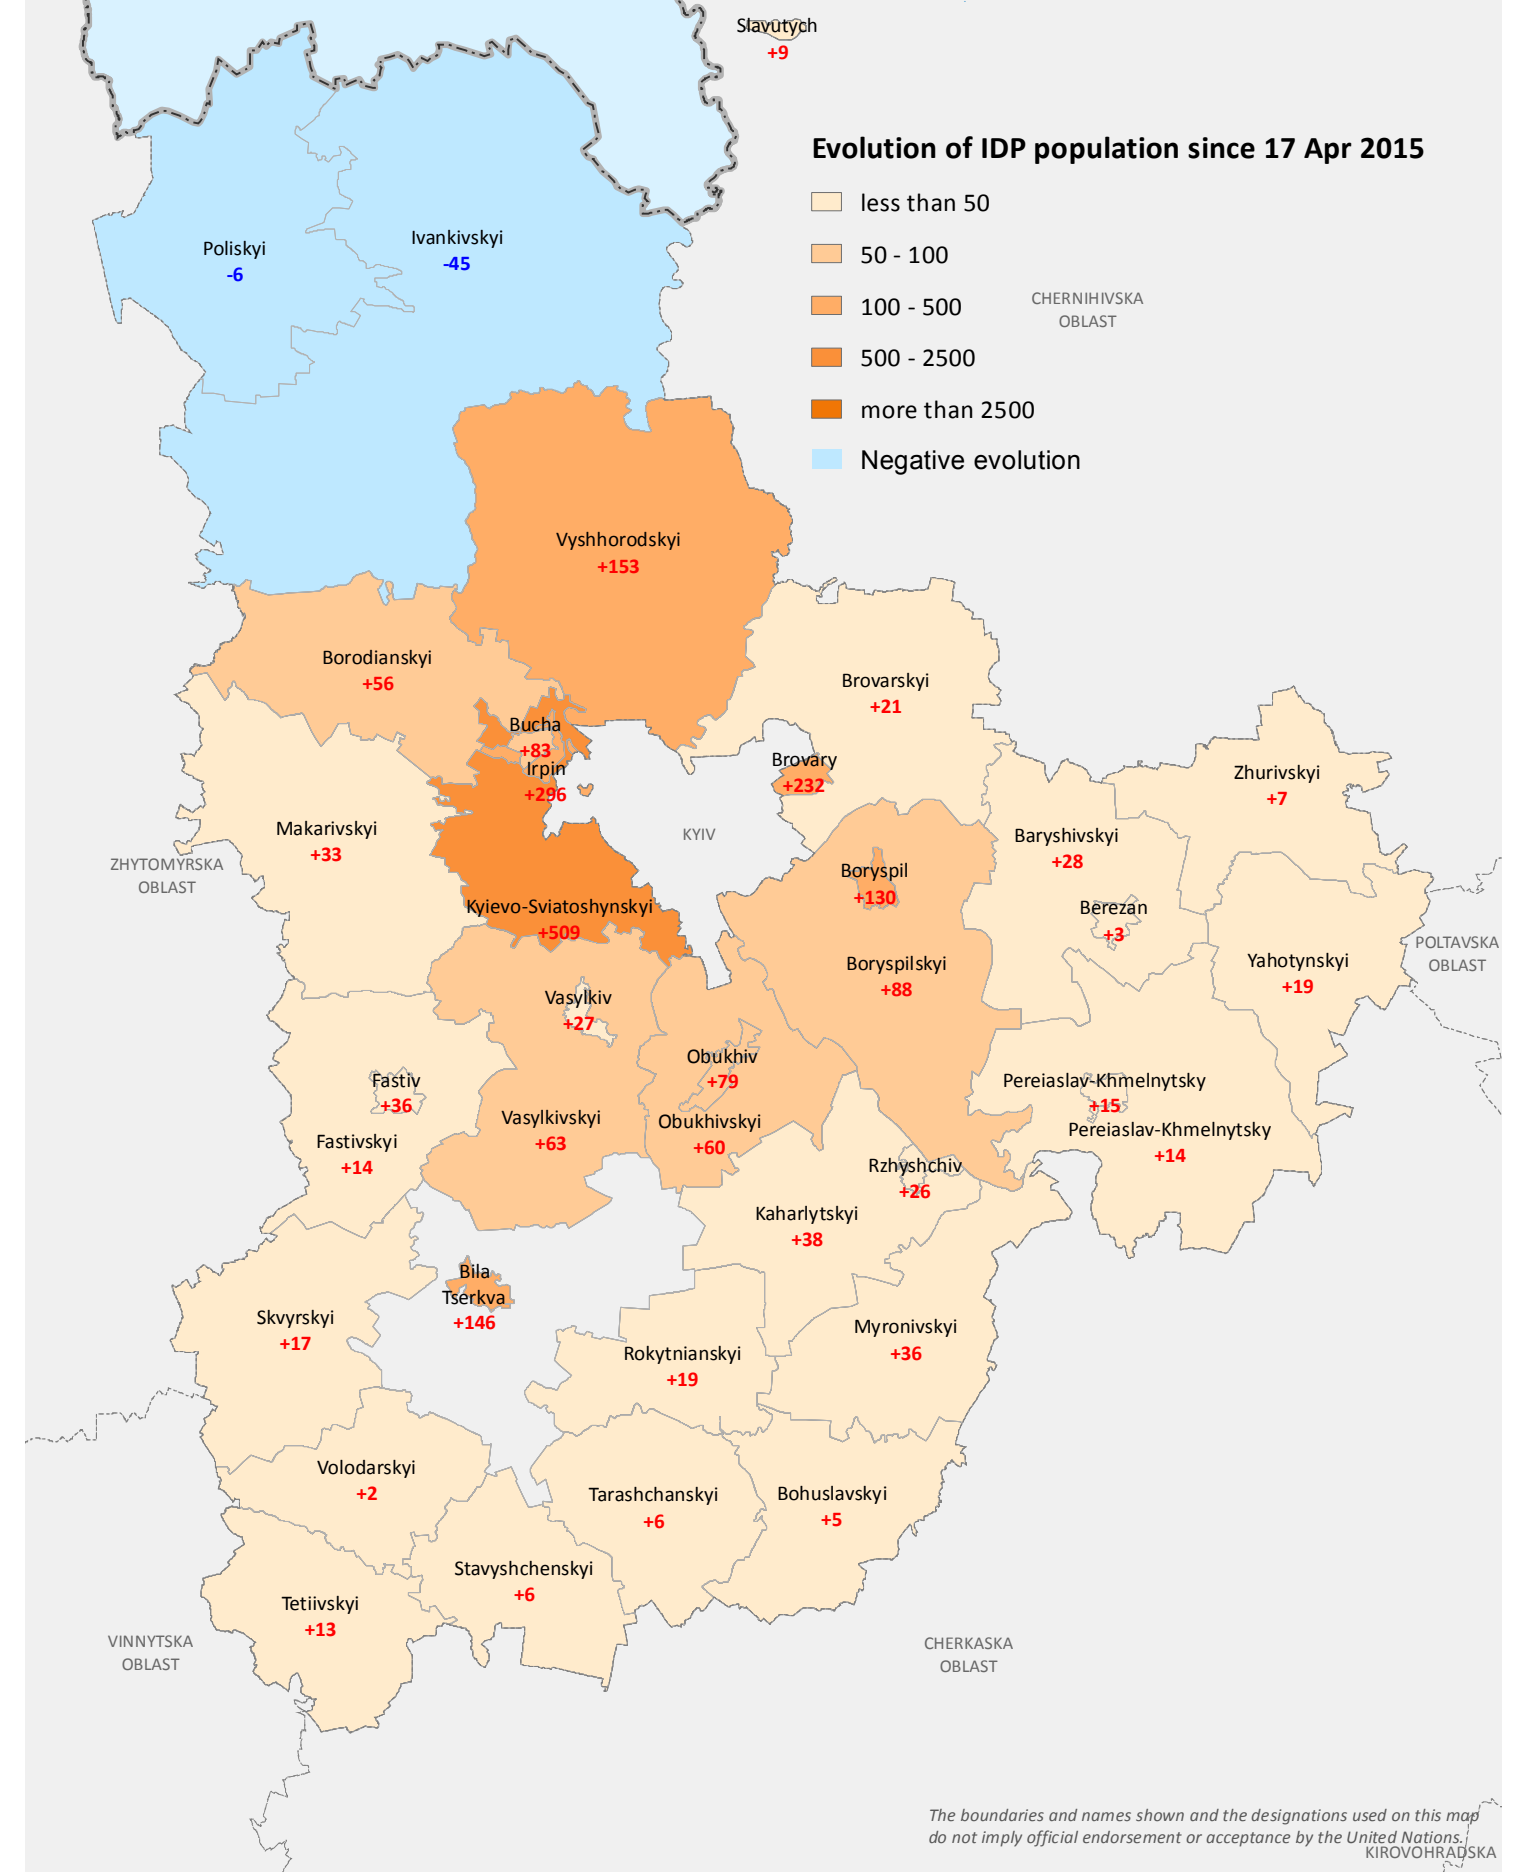 Slavutych
+9
Evolution of IDP population since 17 Apr 2015
less than 50
50 - 100
100 - 500
500 - 2500
more than 2500
Negative evolution
CHERNIHIVSKA
OBLAST
Poliskyi
-6
Ivankivskyi
-45
Vyshhorodskyi
+153
Borodianskyi
+56
Brovarskyi
+21
Bucha
+83
Irpin
+296
Brovary
+232
Zhurivskyi
+7
Makarivskyi
+33
KYIV
Baryshivskyi
+28
ZHYTOMYRSKA
OBLAST
Boryspil
+130
Kyievo-Sviatoshynskyi
+509
Berezan
+3
POLTAVSKA
OBLAST
Boryspilskyi
+88
Yahotynskyi
+19
Vasylkiv
+27
Obukhiv
+79
Fastiv
+36
Pereiaslav-Khmelnytsky
+15
Vasylkivskyi
+63
Obukhivskyi
+60
Pereiaslav-Khmelnytsky
+14
Fastivskyi
+14
Rzhyshchiv
+26
Kaharlytskyi
+38
Bila
Tserkva
+146
Skvyrskyi
+17
Myronivskyi
+36
Rokytnianskyi
+19
Volodarskyi
+2
Tarashchanskyi
+6
Bohuslavskyi
+5
Stavyshchenskyi
+6
Tetiivskyi
+13
VINNYTSKA
OBLAST
CHERKASKA
OBLAST
The boundaries and names shown and the designations used on this map
do not imply official endorsement or acceptance by the United Nations.
KIROVOHRADSKA